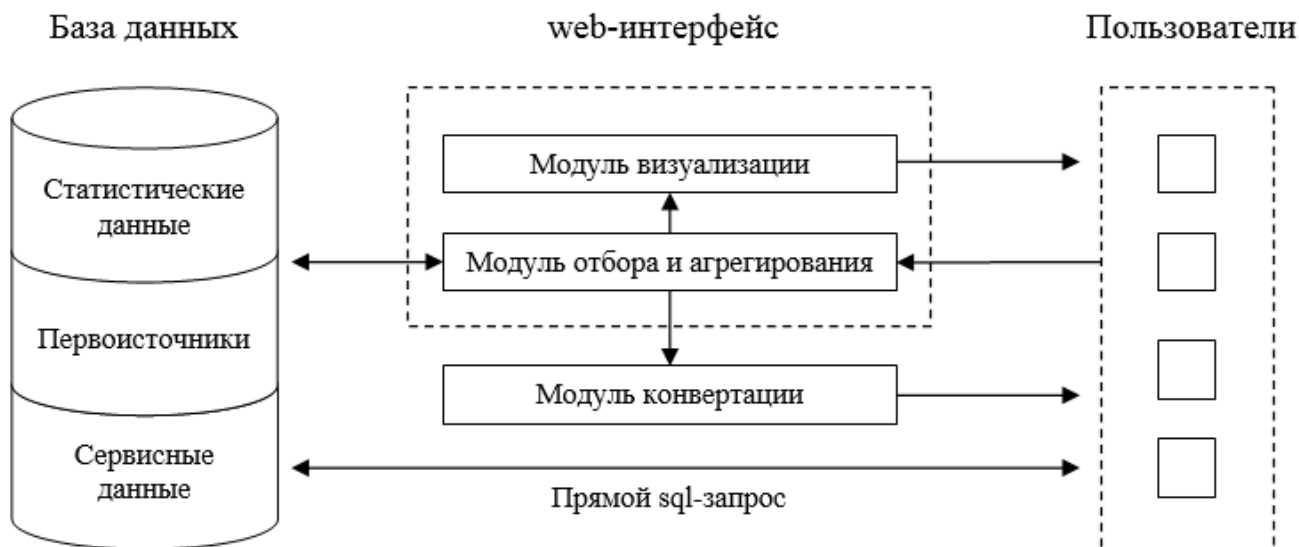 База данных
web-интерфейс
Пользователи
Статистические
данные
Первоисточники
Сервисные
данные
Модуль визуализации
Модуль отбора и агрегирования
Модуль конвертации
Прямой sql-запрос